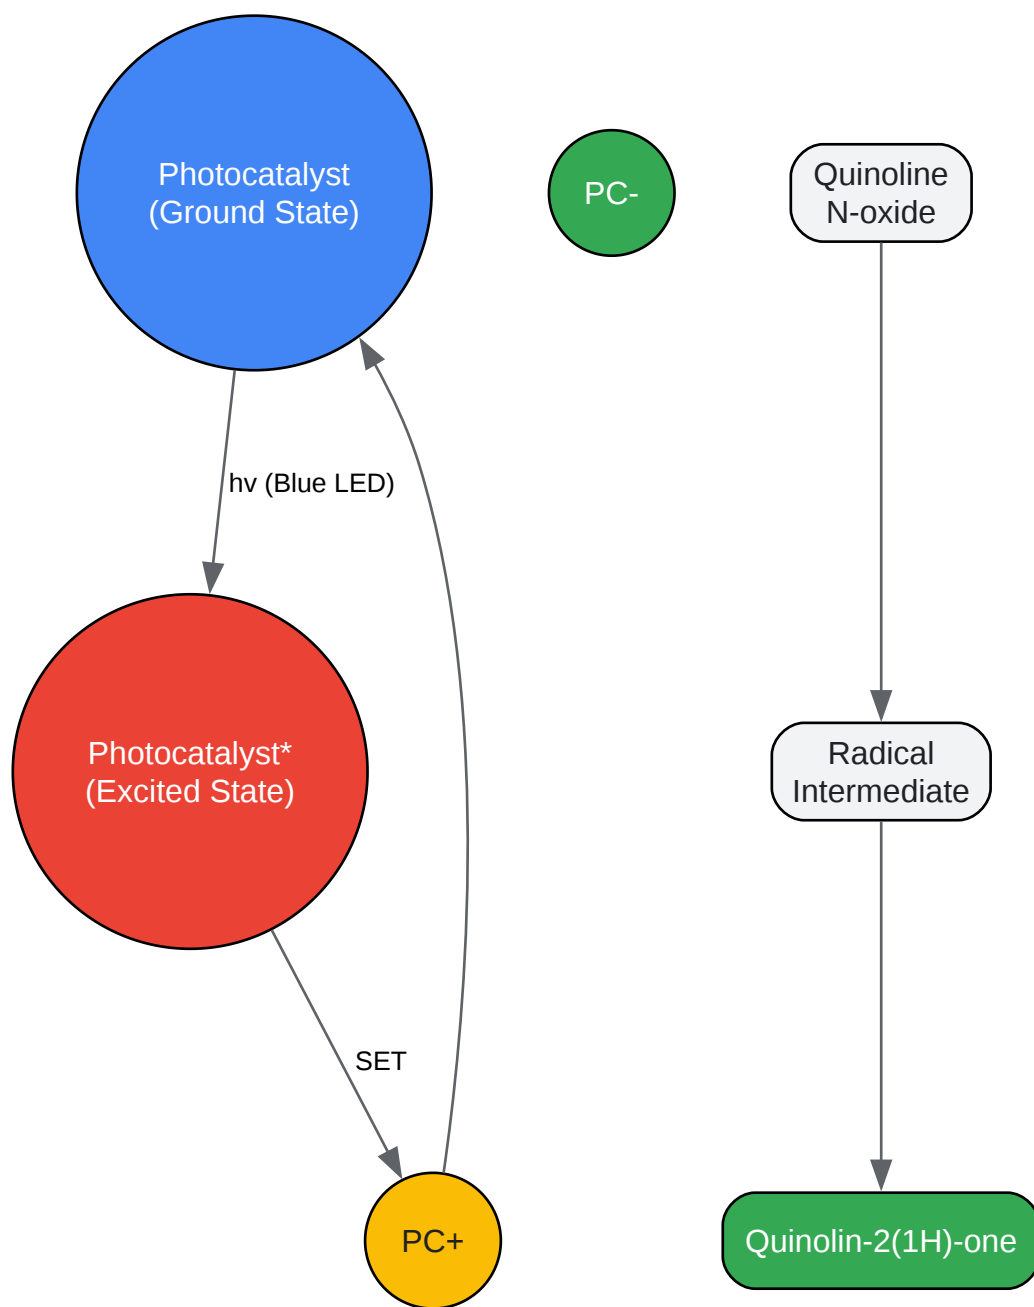 Photocatalyst
(Ground State)
PC-
Quinoline
N-oxide
hv (Blue LED)
Photocatalyst*
(Excited State)
Radical
Intermediate
SET
PC+
Quinolin-2(1H)-one